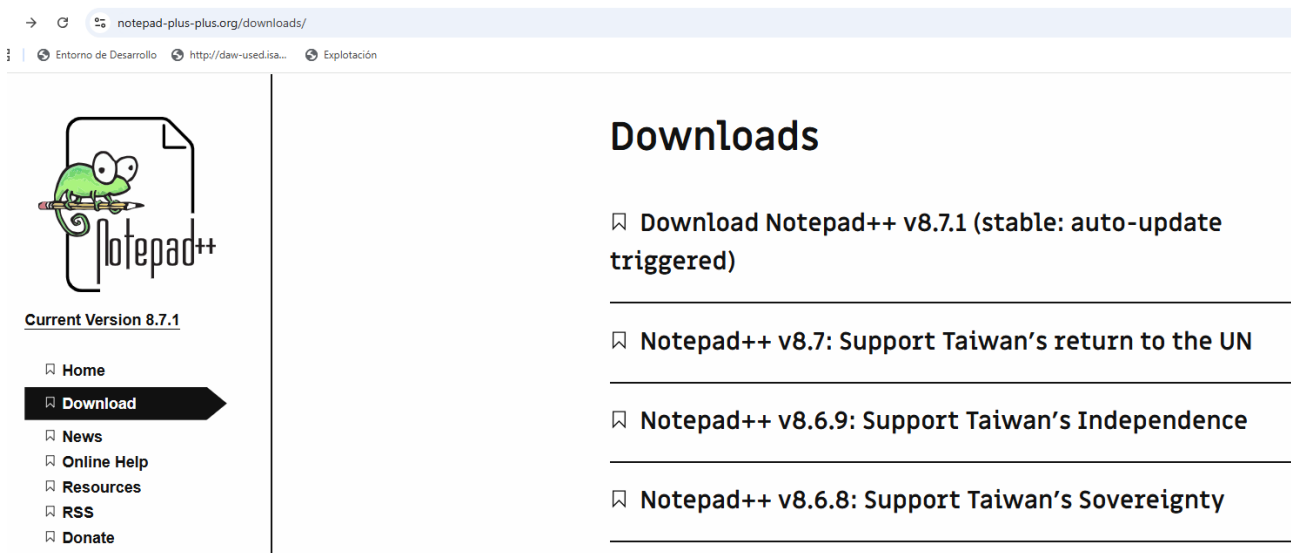 notepad-plus-plus.org/downloads/
Entorno de Desarrollo http://daw-used.isa... Explotación
Notepad++
Current Version 8.7.1
Home
Download
News
Online Help
Resources
RSS
Donate
Downloads
Download Notepad++ v8.7.1 (stable: auto-update
triggered)
Notepad++ v8.7: Support Taiwan’s return to the UN
Notepad++ v8.6.9: Support Taiwan’s Independence
Notepad++ v8.6.8: Support Taiwan’s Sovereignty